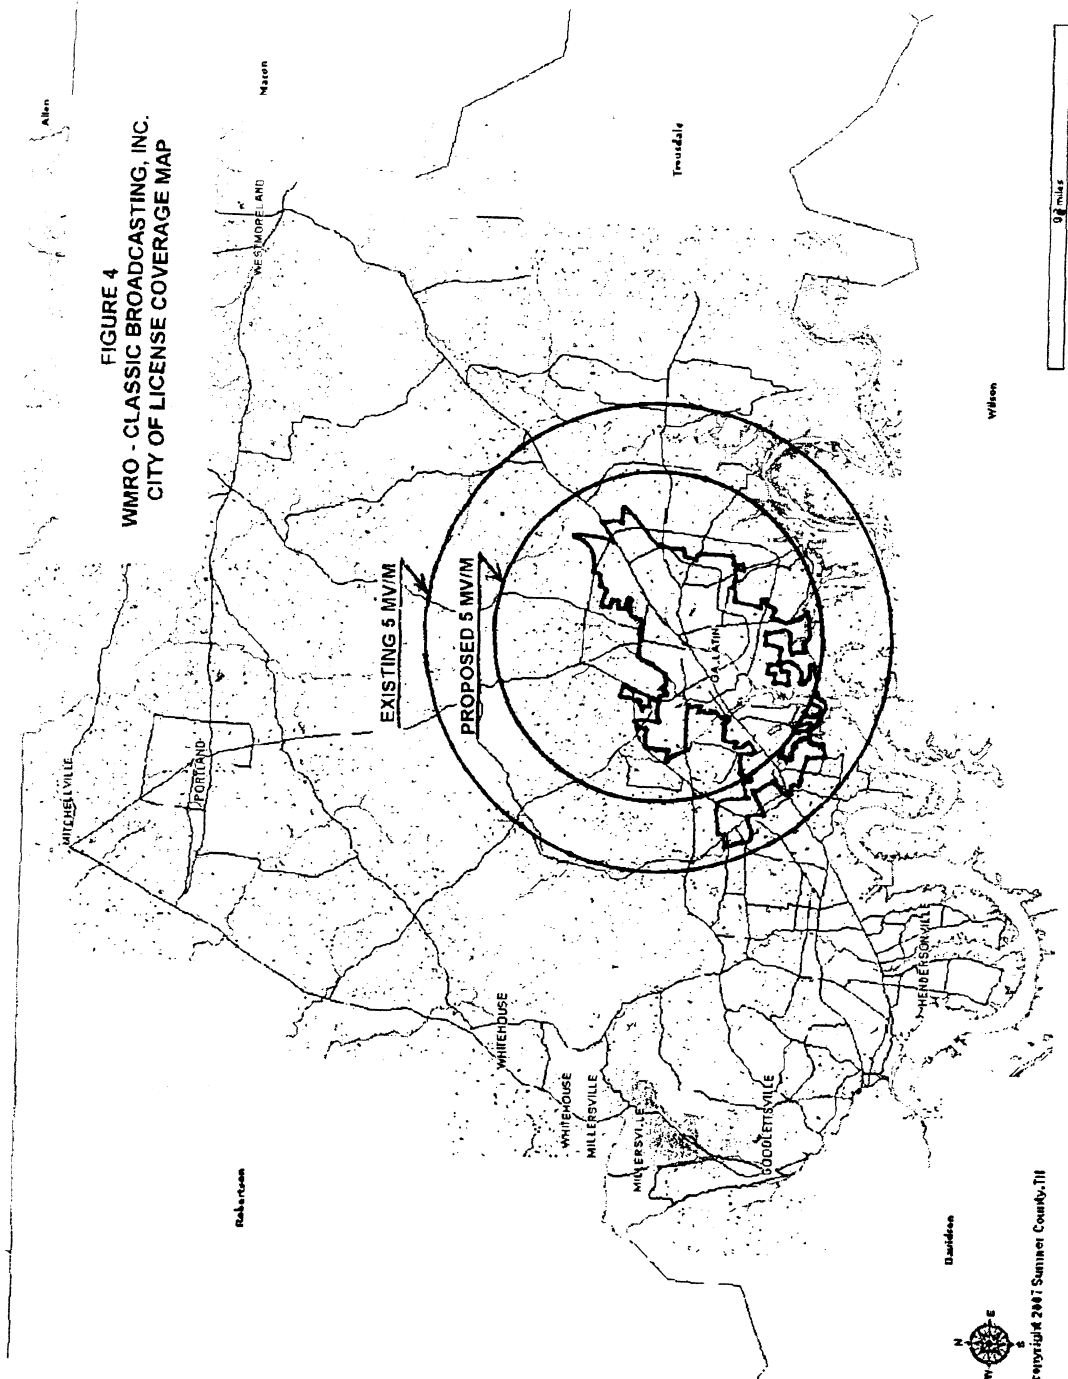 FIGURE 4
WMRO - CLASSIC BROADCASTING, INC.
CITY OF LICENSE COVERAGE MAP
Allen
Macon
Trousdale
Wilson
Robertson
Davidson
MITCHELLVILLE
PORTLAND
WESTMORELAND
EXISTING 5 MV/M
PROPOSED 5 MV/M
GALLATIN
WHITEHOUSE
WHITEHOUSE
MILLERSVILLE
MILLERSVILLE
GOODLETTSVILLE
HENDERSONVILLE
miles
N
E
S
W
copyright 2007 Sumner County, TN